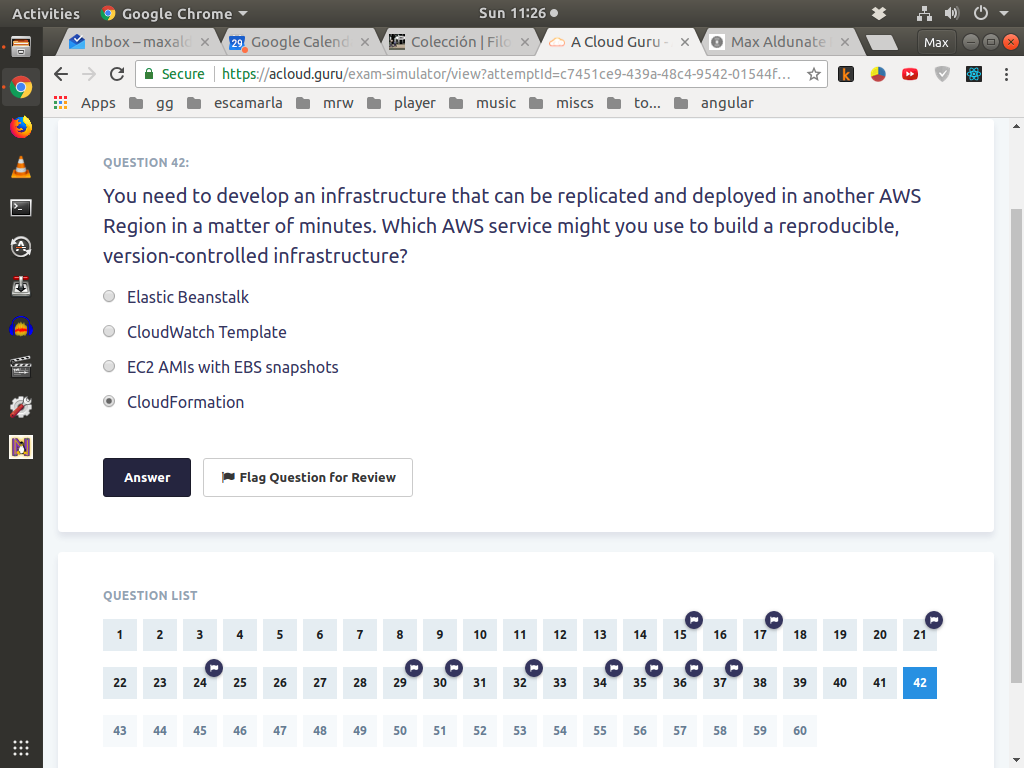 Activities Google Chrome Sun 11:26
Inbox – maxald Google Calend Colección | Filo A Cloud Guru - Max Aldunate Max
Secure https://acloud.guru/exam-simulator/view?attemptId=c7451ce9-439a-48c4-9542-01544f...
Apps gg escamarla mrw player music miscs to... angular
QUESTION 42:
You need to develop an infrastructure that can be replicated and deployed in another AWS
Region in a matter of minutes. Which AWS service might you use to build a reproducible,
version-controlled infrastructure?
Elastic Beanstalk
CloudWatch Template
EC2 AMIs with EBS snapshots
CloudFormation
Answer Flag Question for Review
QUESTION LIST
1 2 3 4 5 6 7 8 9 10 11 12 13 14 15 16 17 18 19 20 21
22 23 24 25 26 27 28 29 30 31 32 33 34 35 36 37 38 39 40 41 42
43 44 45 46 47 48 49 50 51 52 53 54 55 56 57 58 59 60